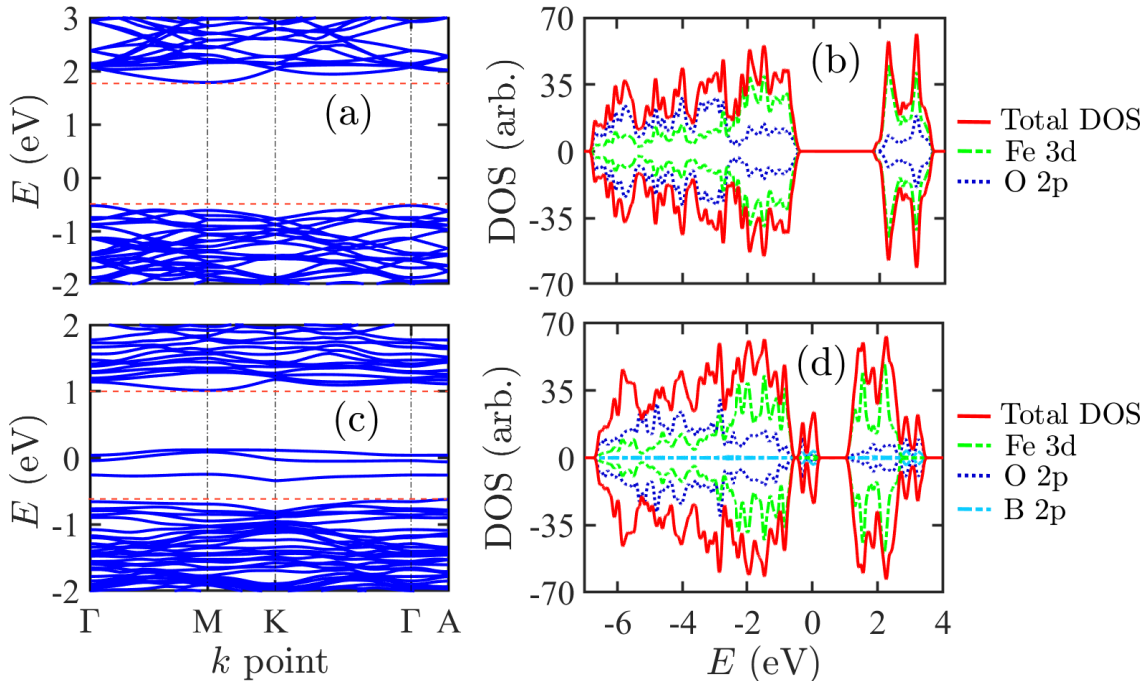 3
2
1
0
-1
-2
E (eV)
(a)
70
35
0
-35
-70
DOS (arb.)
(b)
Total DOS
Fe 3d
O 2p
2
1
0
-1
-2
E (eV)
(c)
Γ
M
K
Γ
A
k point
70
35
0
-35
-70
DOS (arb.)
(d)
-6
-4
-2
0
2
4
E (eV)
Total DOS
Fe 3d
O 2p
B 2p